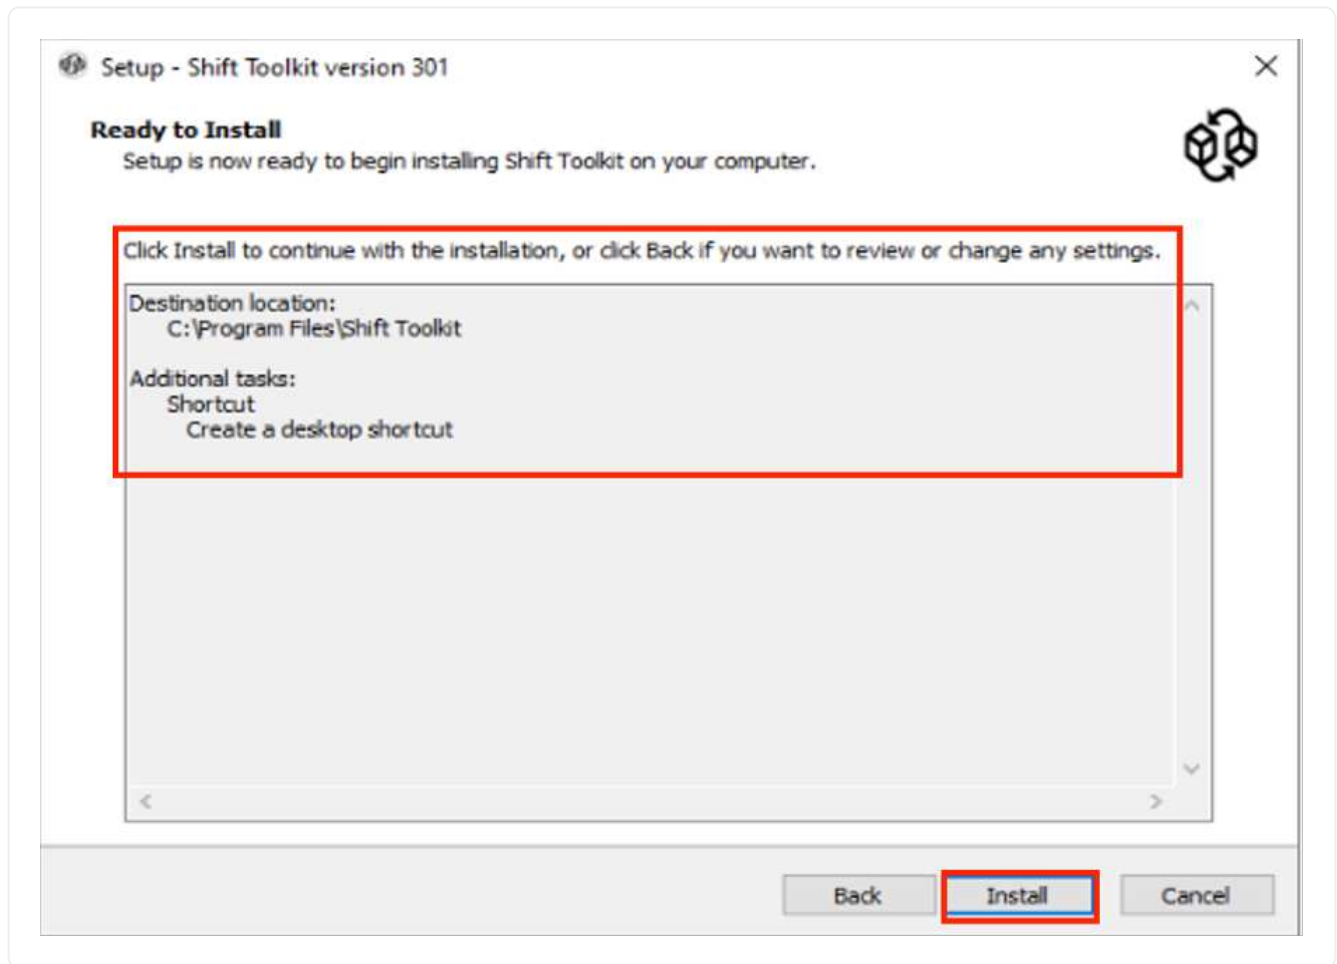 Setup - Shift Toolkit version 301
Ready to Install
Setup is now ready to begin installing Shift Toolkit on your computer.
Click Install to continue with the installation, or click Back if you want to review or change any settings.
Destination location:
C:\Program Files\Shift Toolkit
Additional tasks:
Shortcut
Create a desktop shortcut
Back
Install
Cancel